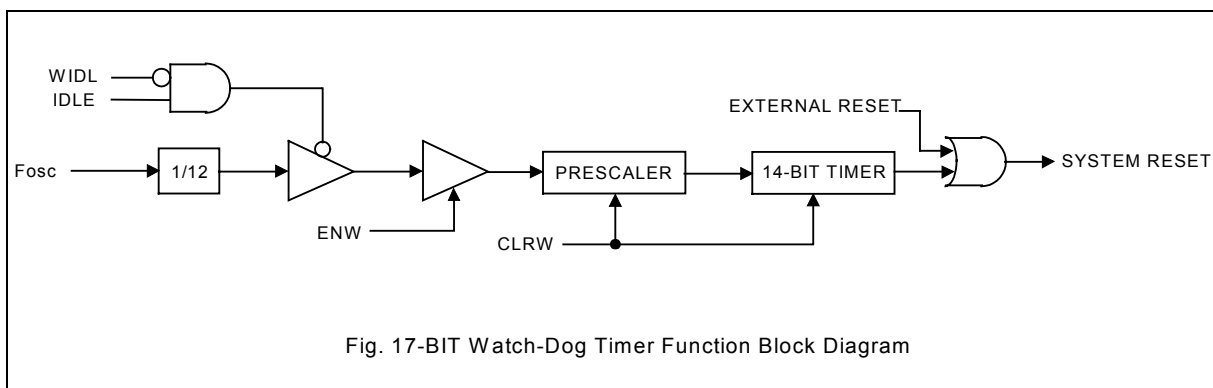 WIDL
IDLE
EXTERNAL RESET
SYSTEM RESET
Fosc
1/12
PRESCALER
14-BIT TIMER
ENW
CLRW
Fig. 17-BIT Watch-Dog Timer Function Block Diagram